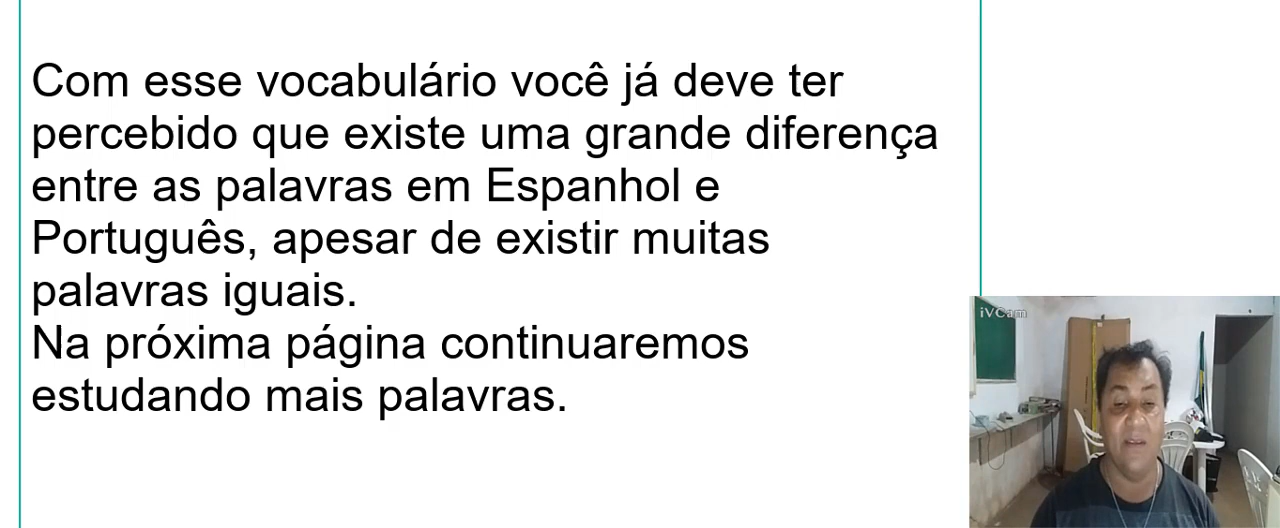 Com esse vocabulário você já deve ter
percebido que existe uma grande diferença
entre as palavras em Espanhol e
Português, apesar de existir muitas
palavras iguais.
Na próxima página continuaremos
estudando mais palavras.
iVCam